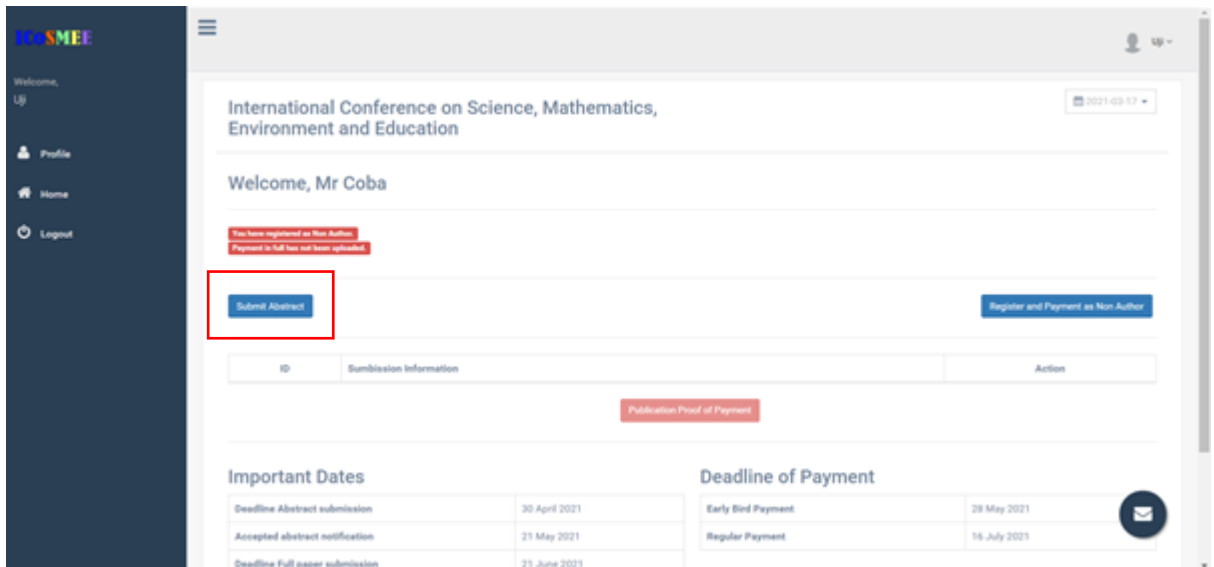 ICoSMEE
Uji
Welcome,
Uji
2021-03-17
International Conference on Science, Mathematics,
Environment and Education
Profile
Welcome, Mr Coba
Home
You have registered as Non Author.
Logout
Payment in full has not been uploaded.
Submit Abstract
Register and Payment as Non Author
ID Sumbission Information Action
Publication Proof of Payment
Important Dates
Deadline Abstract submission 30 April 2021
Accepted abstract notification 21 May 2021
Deadline Full paper submission 21 June 2021
Deadline of Payment
Early Bird Payment 28 May 2021
Regular Payment 16 July 2021